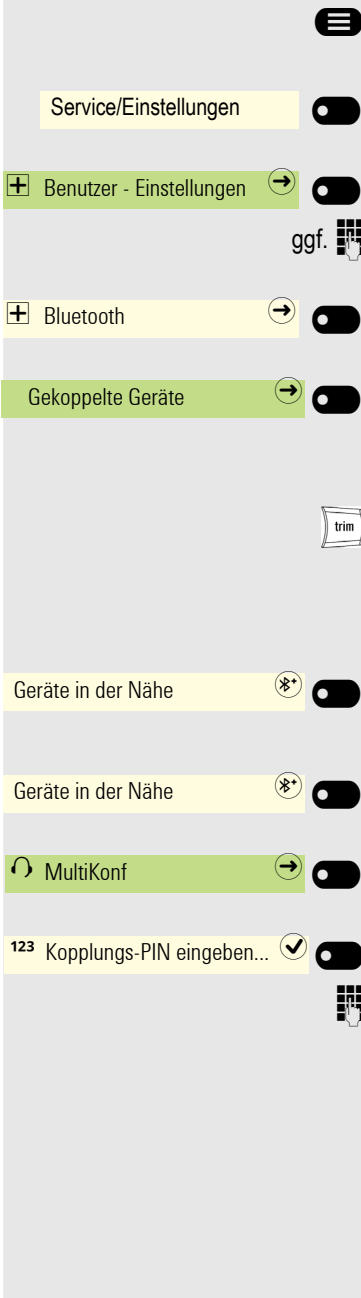 Service/Einstellungen
Benutzer - Einstellungen
ggf.
Bluetooth
Gekoppelte Geräte
trim
Geräte in der Nähe
Geräte in der Nähe
MultiKonf
123 Kopplungs-PIN eingeben...